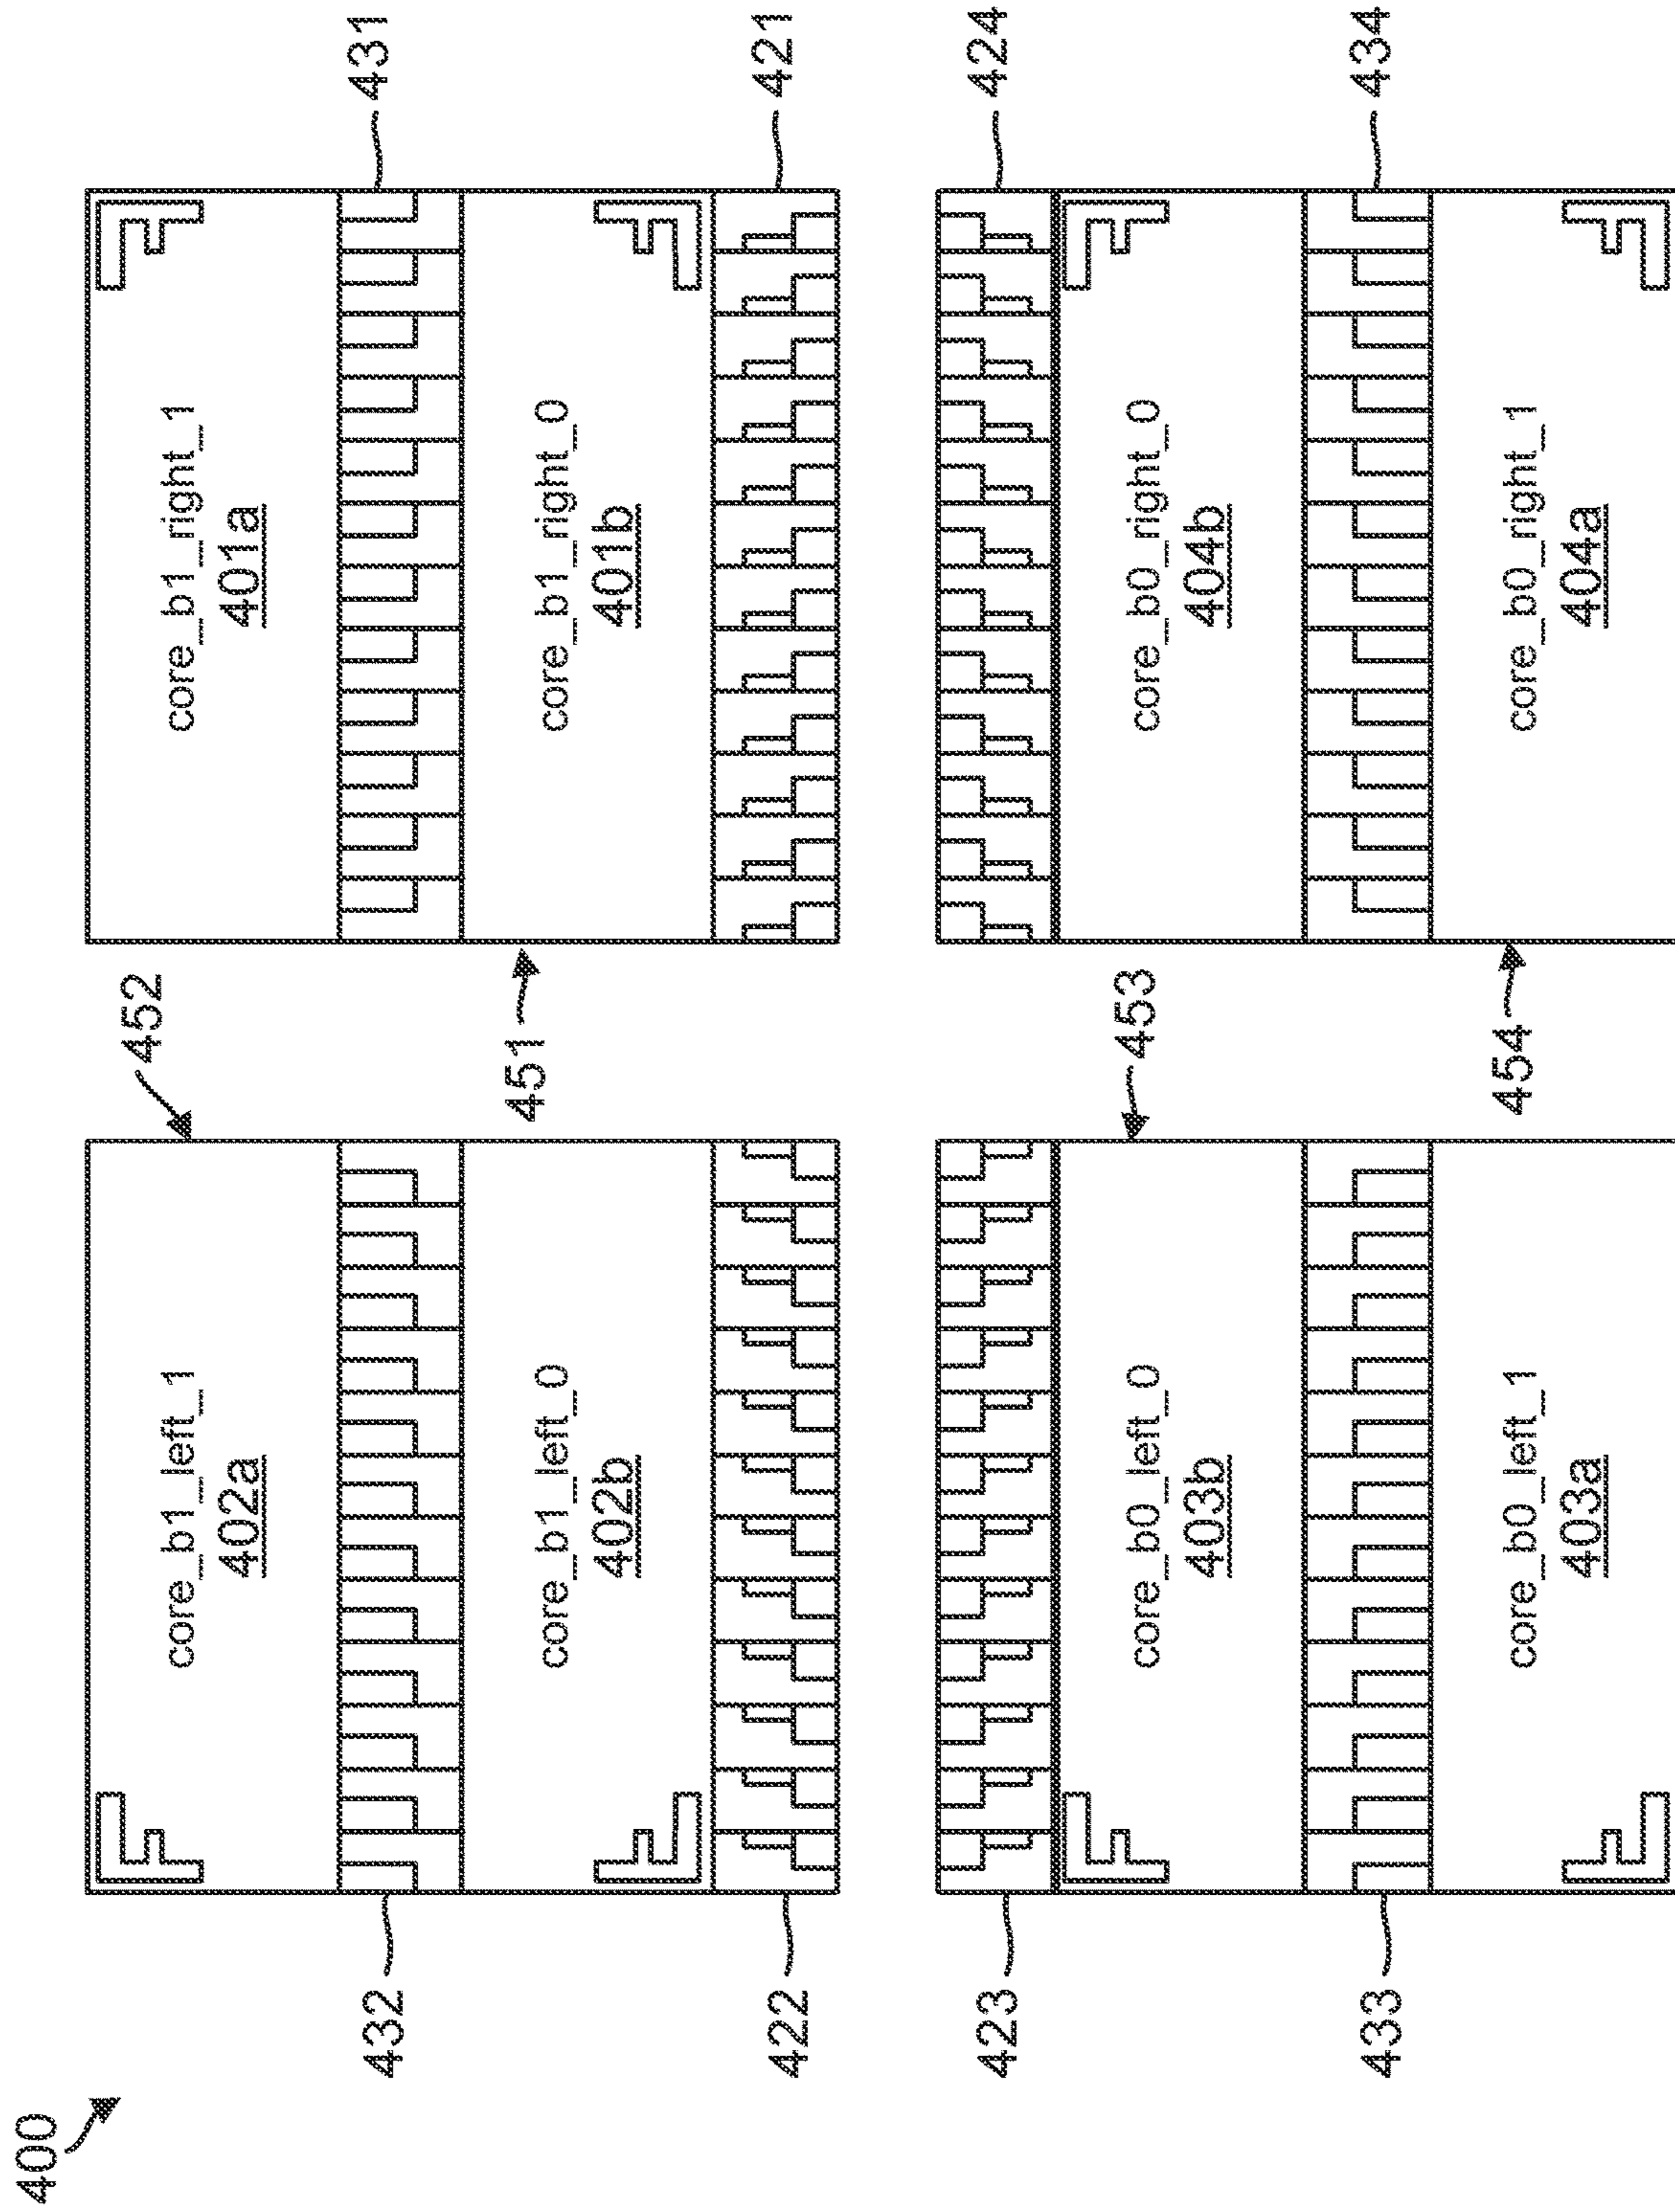 400
452
432
core_b1_left_1
402a
core_b1_right_1
401a
431
451
core_b1_left_0
402b
core_b1_right_0
401b
422
421
423
424
453
core_b0_left_0
403b
core_b0_right_0
404b
433
434
454
core_b0_left_1
403a
core_b0_right_1
404a